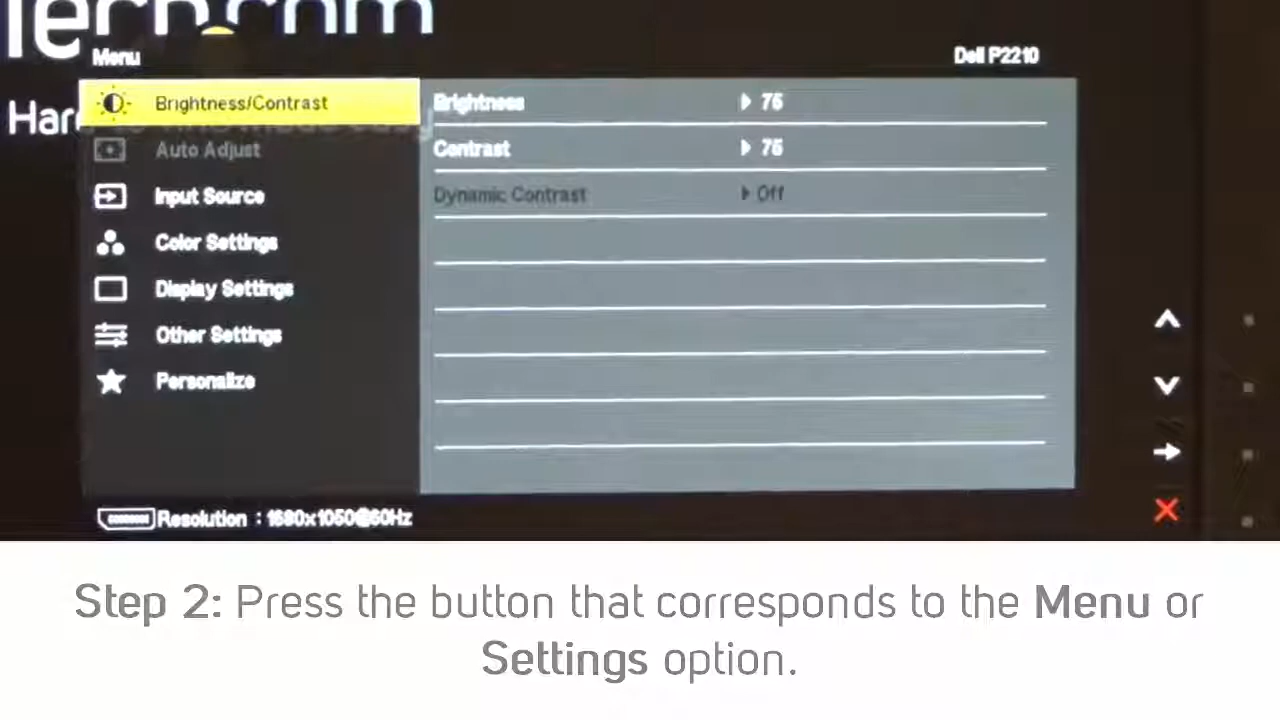 Tech.com
Menu
Dell P2210
Brightness/Contrast
Brightness
75
Auto Adjust
Contrast
75
Input Source
Dynamic Contrast
Off
Color Settings
Display Settings
Other Settings
Personalize
Resolution : 1680x1050@60Hz
Step 2: Press the button that corresponds to the Menu or
Settings option.